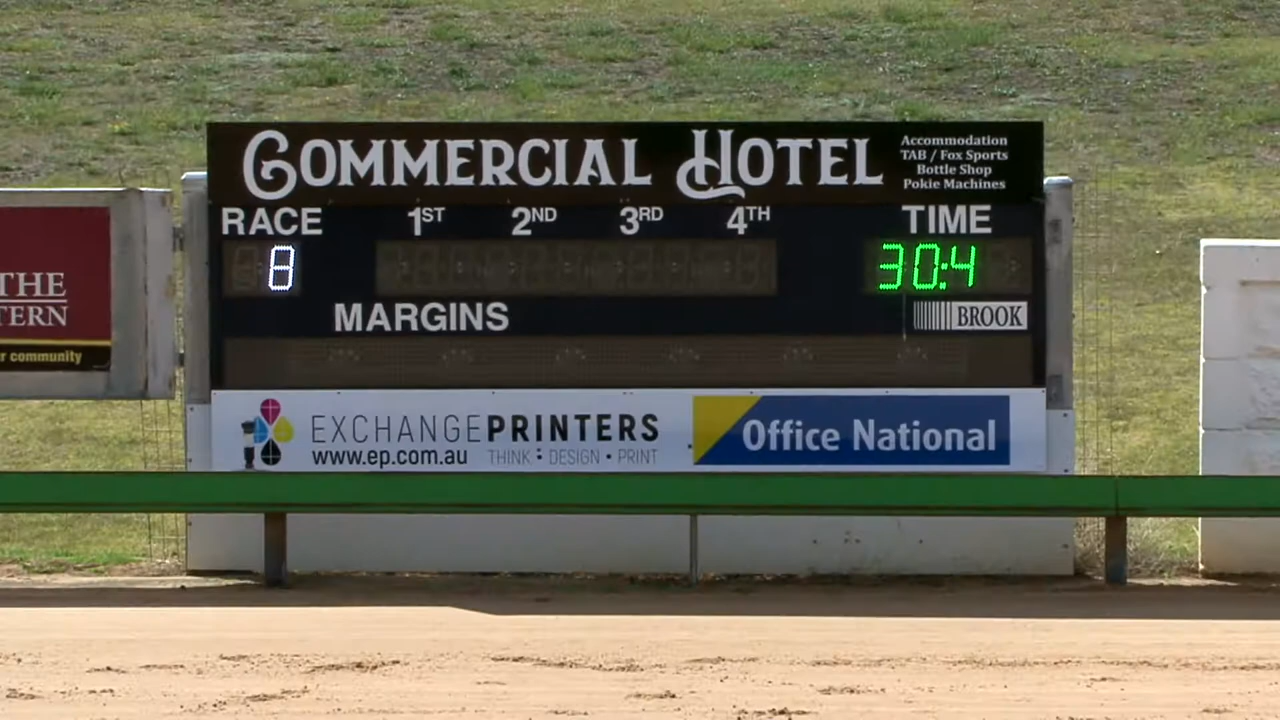 COMMERCIAL HOTEL
Accommodation
TAB / Fox Sports
Bottle Shop
Pokie Machines
RACE 1ST 2ND 3RD 4TH TIME
8 30:4
MARGINS
BROOK
THE
TERN
r community
EXCHANGEPRINTERS
www.ep.com.au THINK • DESIGN • PRINT
Office National